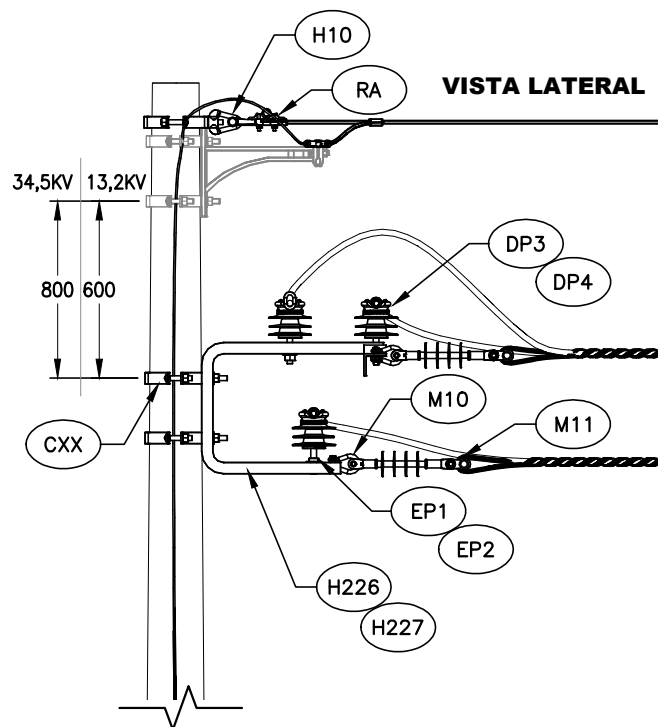 H10
RA
VISTA LATERAL
34,5KV 13,2KV
DP3
DP4
800 600
M10
M11
CXX
EP1
EP2
H226
H227